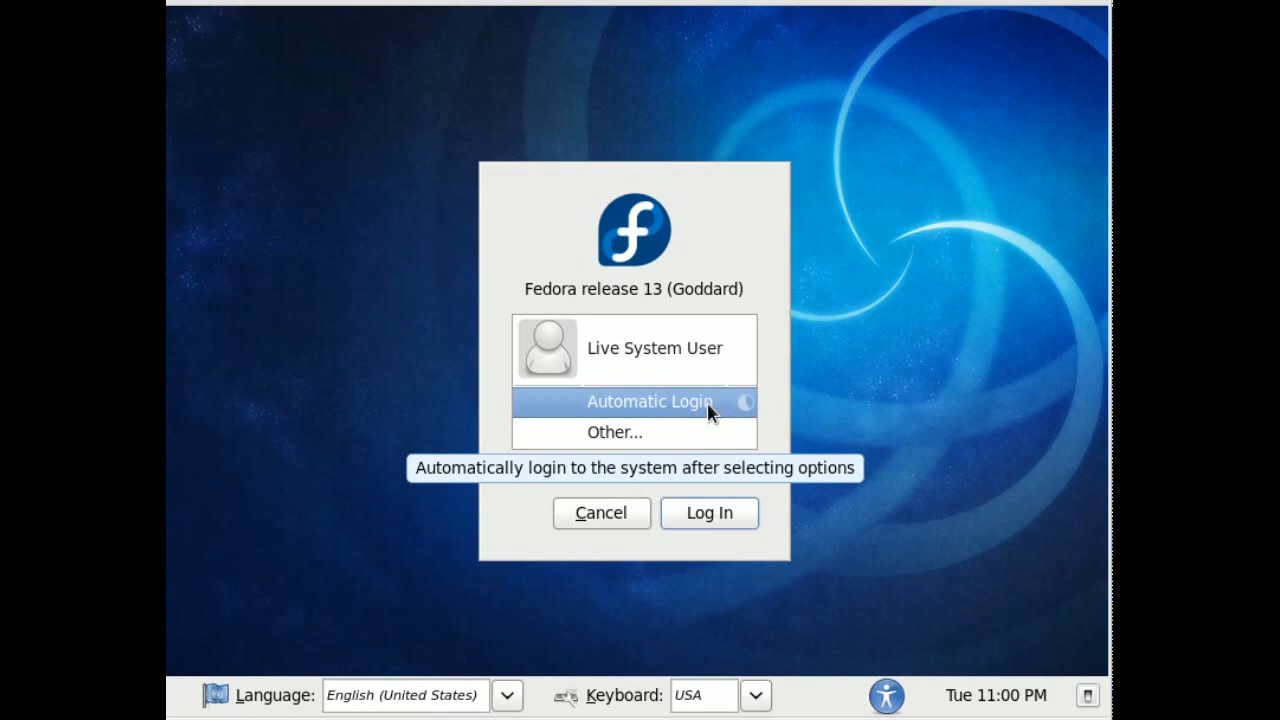 Fedora release 13 (Goddard)
Live System User
Automatic Login
Other...
Automatically login to the system after selecting options
Cancel Log In
Language: English (United States) Keyboard: USA Tue 11:00 PM